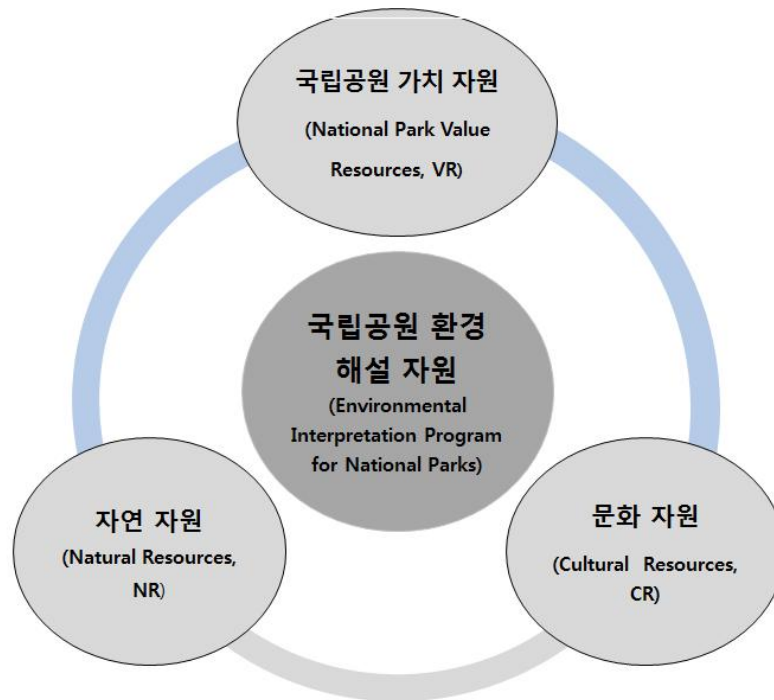 국립공원 가치 자원
(National Park Value
Resources, VR)
국립공원 환경
해설 자원
(Environmental
Interpretation Program
for National Parks)
자연 자원
(Natural Resources,
NR)
문화 자원
(Cultural Resources,
CR)